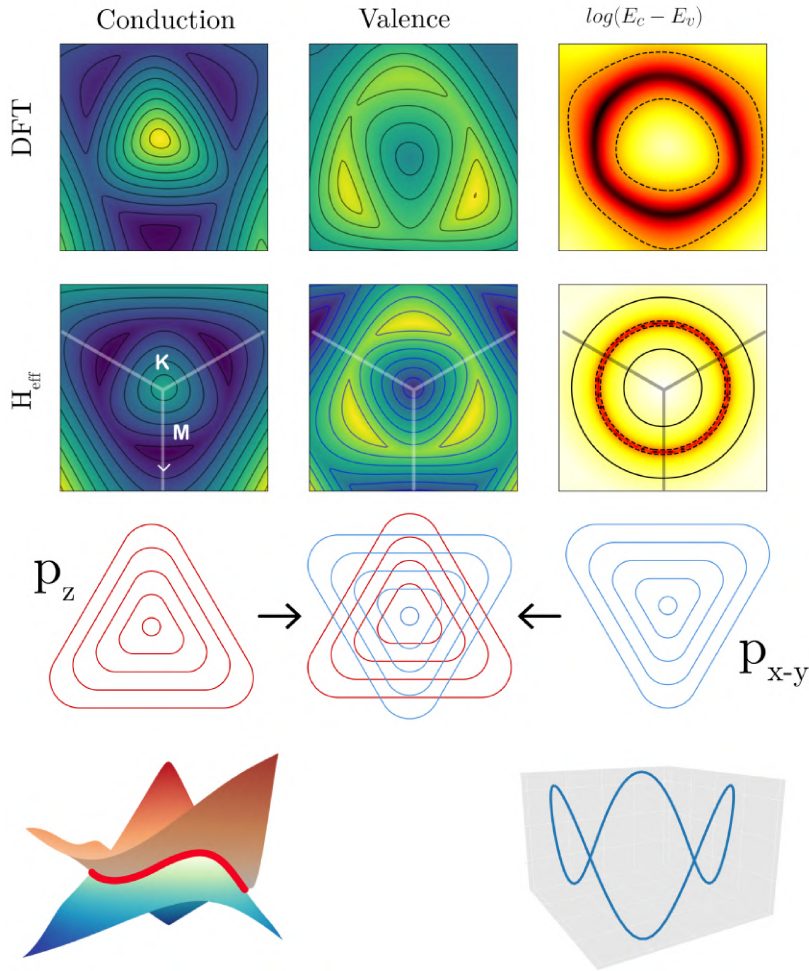 Conduction Valence log(E_c − E_v)
DFT
H_eff
K
M
p_z
p_x-y